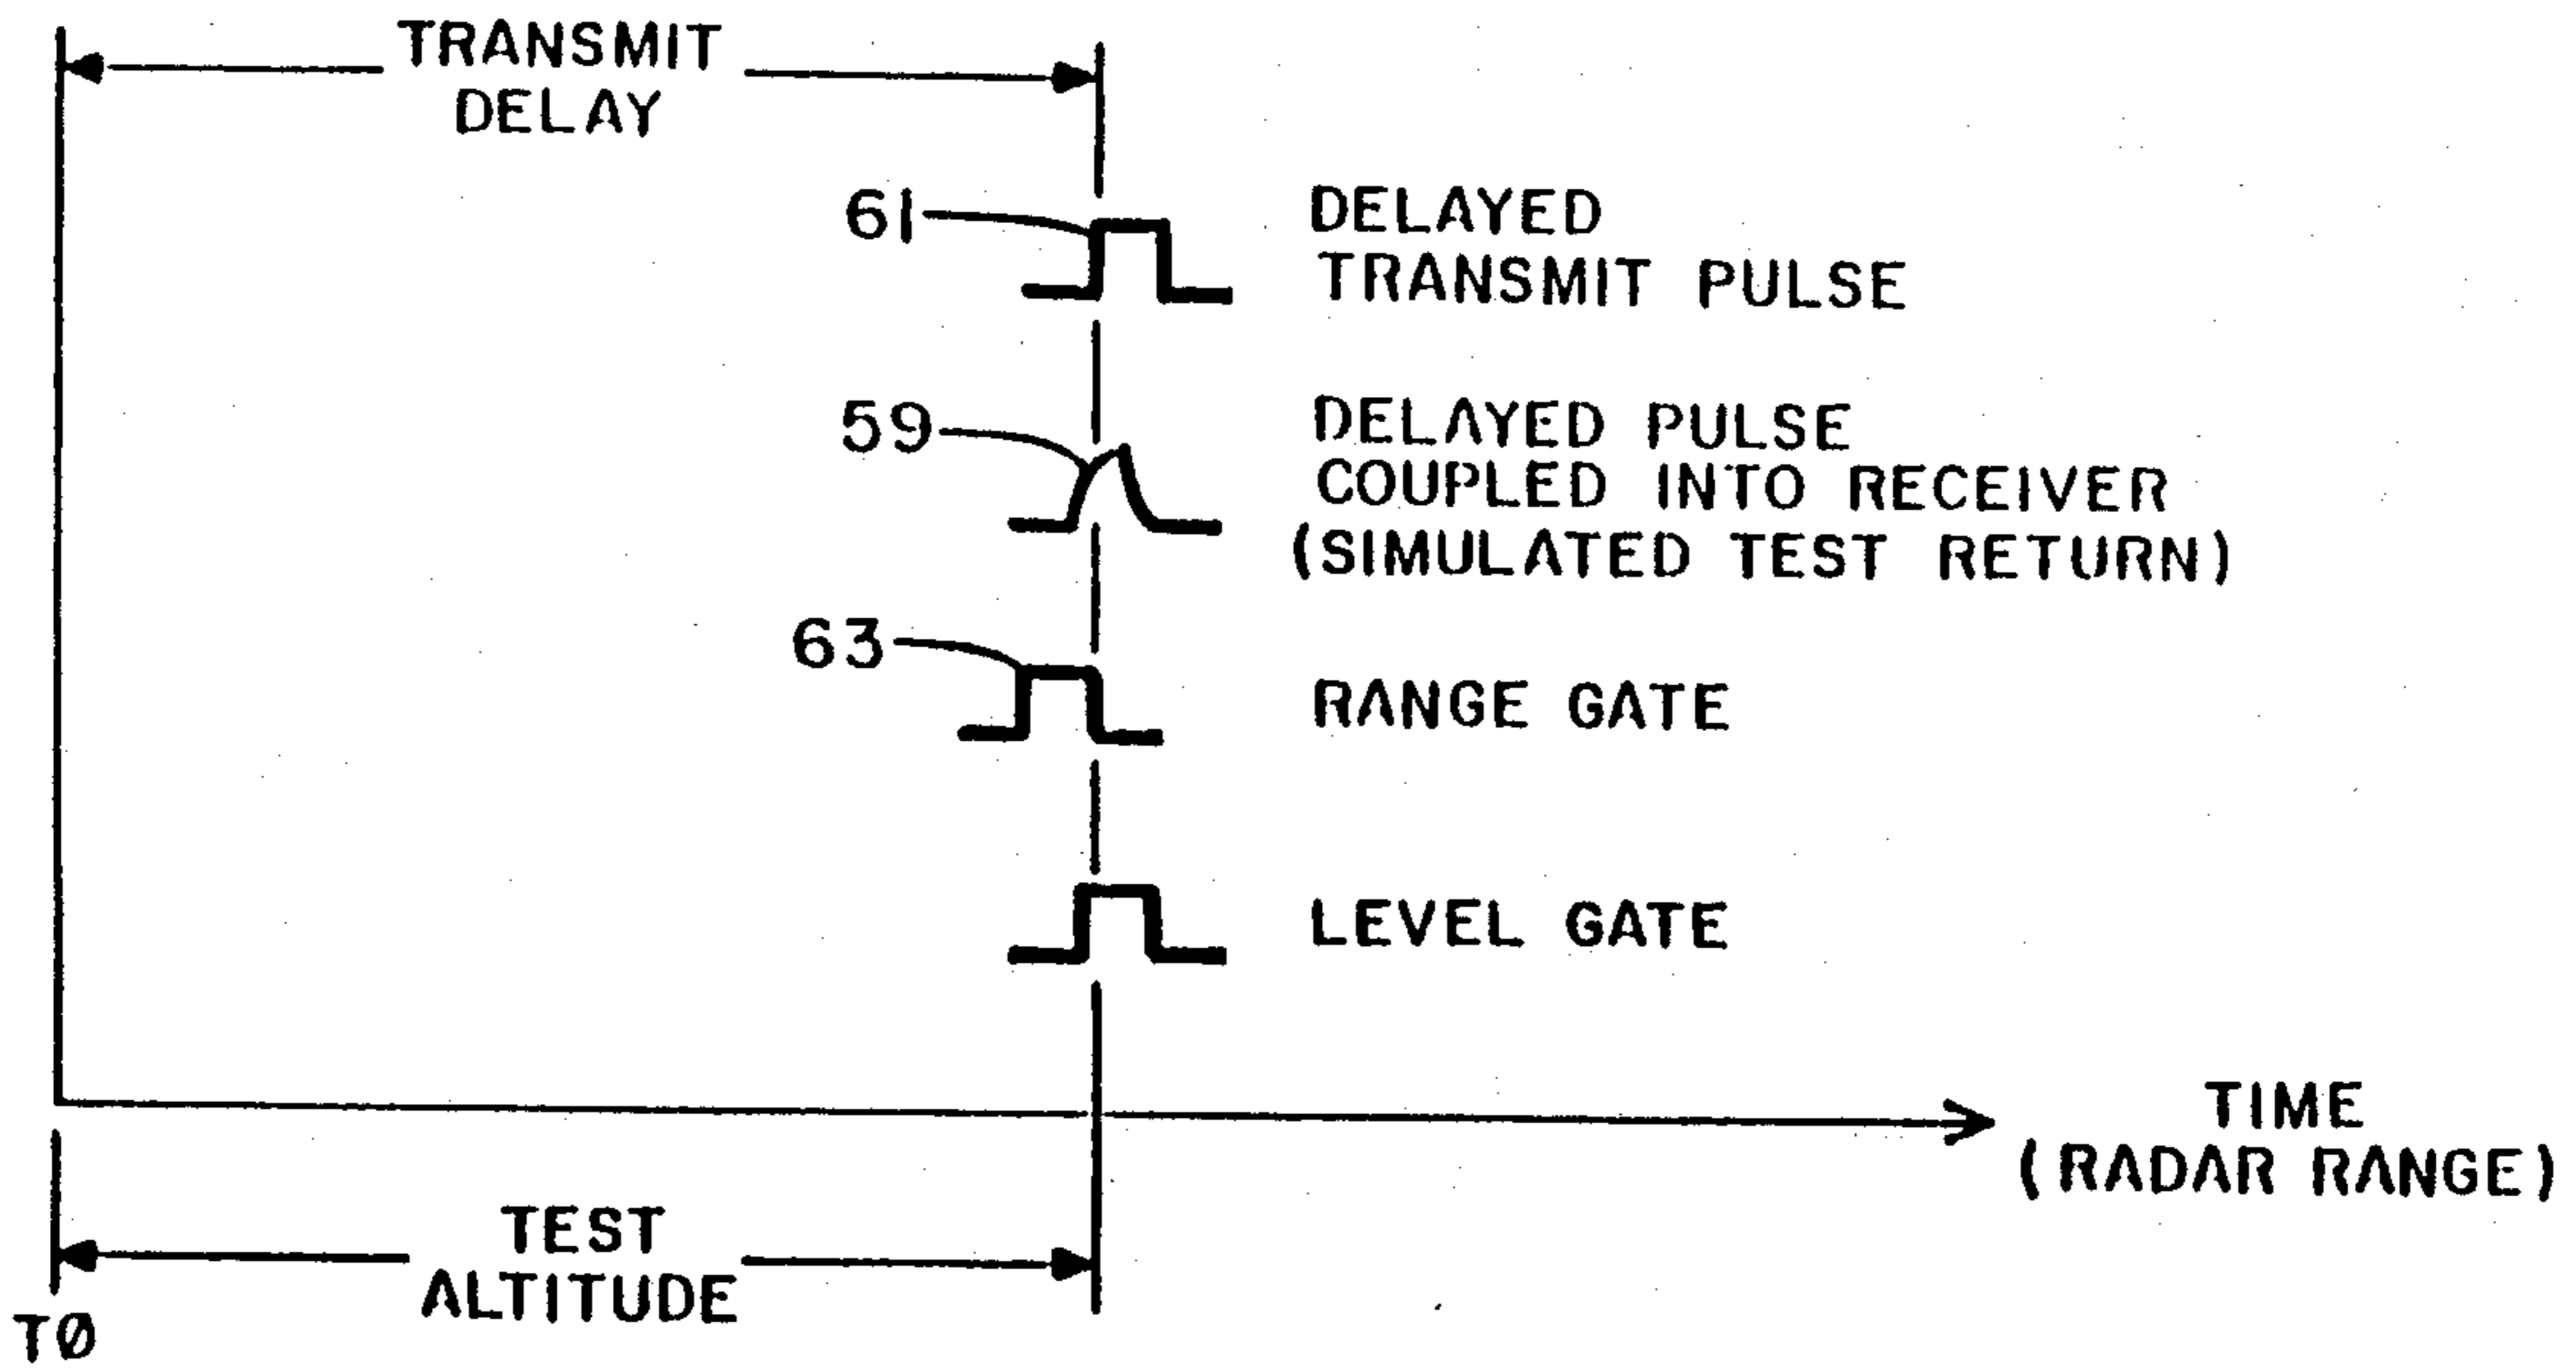 TRANSMIT
DELAY
61
DELAYED
TRANSMIT PULSE
59
DELAYED PULSE
COUPLED INTO RECEIVER
(SIMULATED TEST RETURN)
63
RANGE GATE
LEVEL GATE
TIME
(RADAR RANGE)
TEST
ALTITUDE
TØ